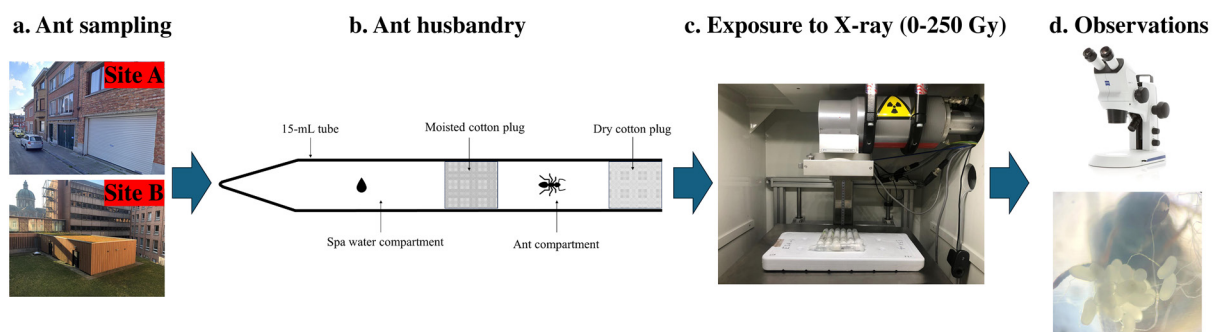 a. Ant sampling
b. Ant husbandry
c. Exposure to X-ray (0-250 Gy)
d. Observations
Site A
Site B
15-mL tube
Moisted cotton plug
Dry cotton plug
Spa water compartment
Ant compartment